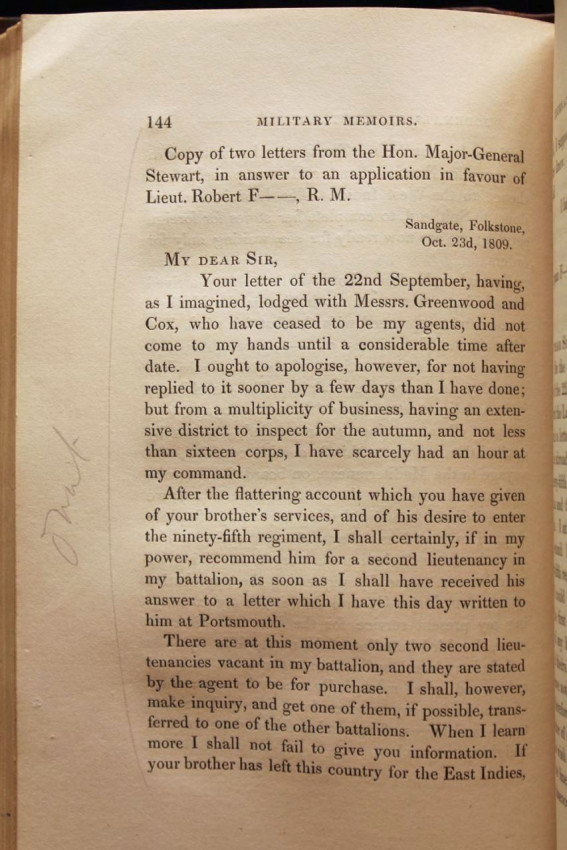 144 MILITARY MEMOIRS.
Copy of two letters from the Hon. Major-General
Stewart, in answer to an application in favour of
Lieut. Robert F——, R. M.
Sandgate, Folkstone,
Oct. 23d, 1809.
My dear Sir,
Your letter of the 22nd September, having,
as I imagined, lodged with Messrs. Greenwood and
Cox, who have ceased to be my agents, did not
come to my hands until a considerable time after
date. I ought to apologise, however, for not having
replied to it sooner by a few days than I have done;
but from a multiplicity of business, having an exten-
sive district to inspect for the autumn, and not less
than sixteen corps, I have scarcely had an hour at
my command.
After the flattering account which you have given
of your brother's services, and of his desire to enter
the ninety-fifth regiment, I shall certainly, if in my
power, recommend him for a second lieutenancy in
my battalion, as soon as I shall have received his
answer to a letter which I have this day written to
him at Portsmouth.
There are at this moment only two second lieu-
tenancies vacant in my battalion, and they are stated
by the agent to be for purchase. I shall, however,
make inquiry, and get one of them, if possible, trans-
ferred to one of the other battalions. When I learn
more I shall not fail to give you information. If
your brother has left this country for the East Indies,
omit